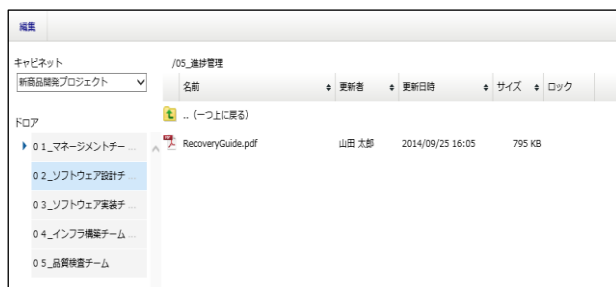 編集
キャビネット
新商品開発プロジェクト
ドロア
01_マネージメントチー ...
02_ソフトウェア設計チ ...
03_ソフトウェア実装チ ...
04_インフラ構築チーム ...
05_品質検査チーム
/05_進捗管理
名前 更新者 更新日時 サイズ ロック
.. (一つ上に戻る)
RecoveryGuide.pdf 山田 太郎 2014/09/25 16:05 795 KB